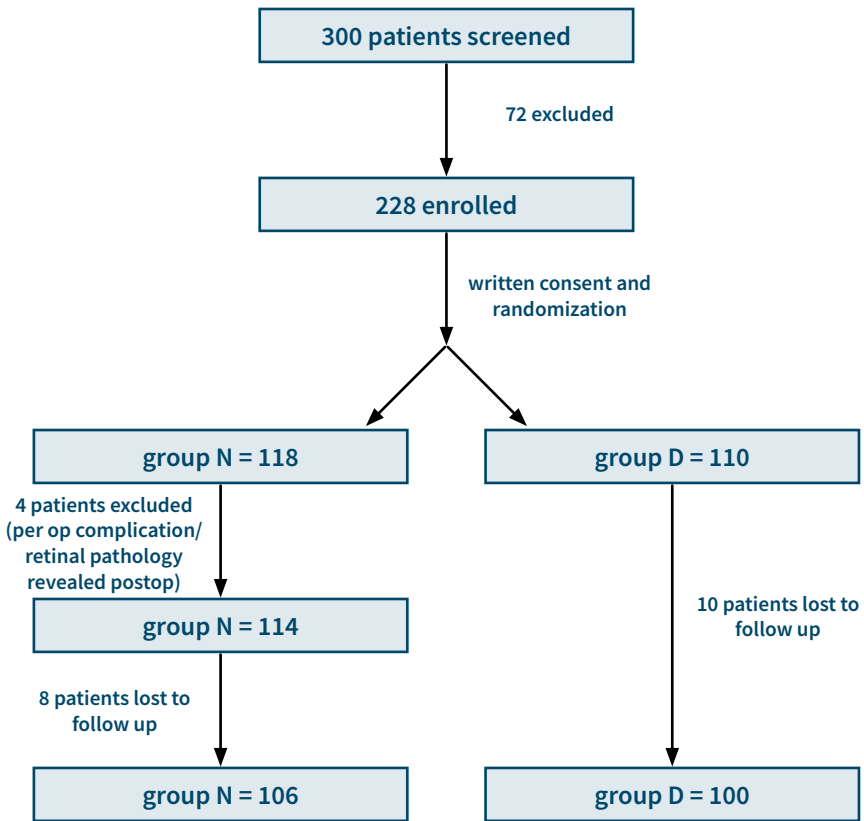 300 patients screened
72 excluded
228 enrolled
written consent and
randomization
group N = 118
group D = 110
4 patients excluded
(per op complication/
retinal pathology
revealed postop)
group N = 114
10 patients lost to
follow up
8 patients lost to
follow up
group N = 106
group D = 100